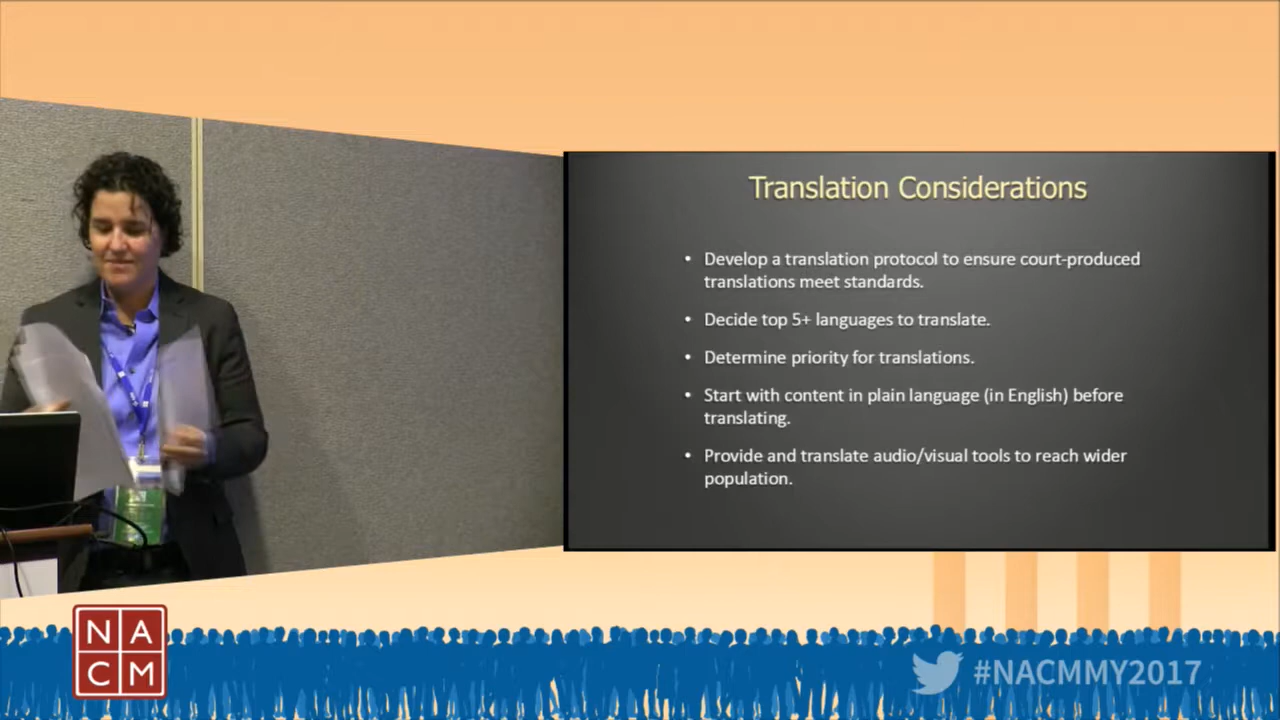 Translation Considerations
• Develop a translation protocol to ensure court-produced
translations meet standards.
• Decide top 5+ languages to translate.
• Determine priority for translations.
• Start with content in plain language (in English) before
translating.
• Provide and translate audio/visual tools to reach wider
population.
N A
C M
#NACMMY2017